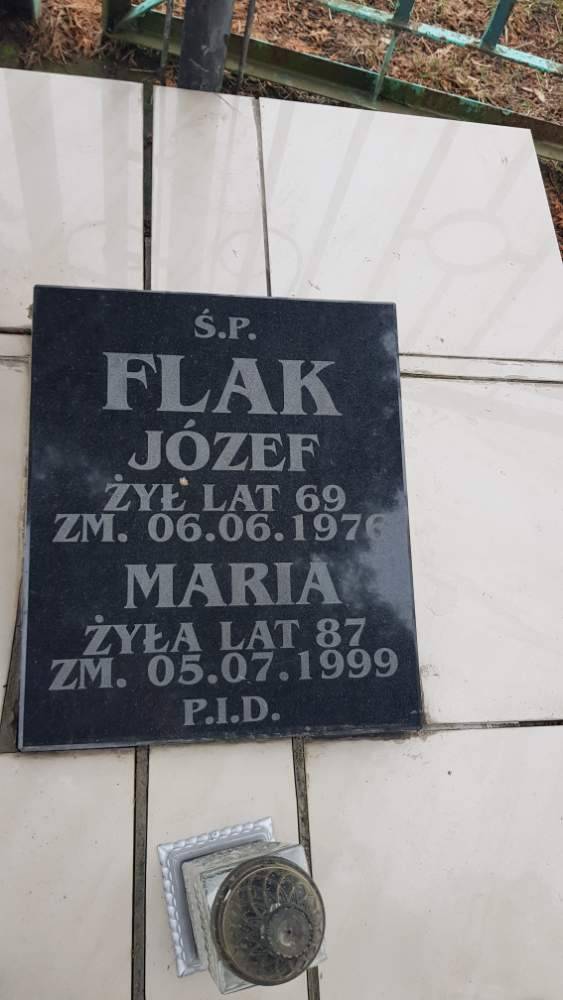 Ś.P.
FLAK
JÓZEF
ŻYŁ LAT 69
ZM. 06.06.1976
MARIA
ŻYŁA LAT 87
ZM. 05.07.1999
P.I.D.